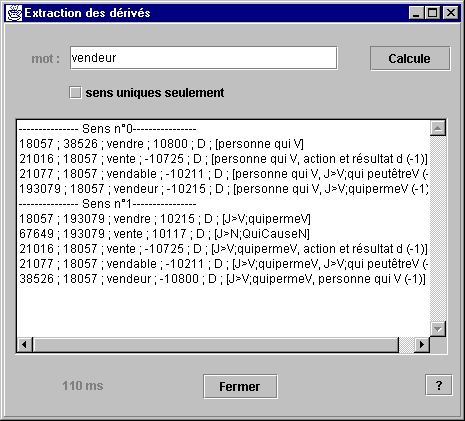 Extraction des dérivés
mot :
vendeur
Calcule
sens uniques seulement
--------------- Sens n°0----------------
18057 ; 38526 ; vendre ; 10800 ; D ; [personne qui V]
21016 ; 18057 ; vente ; -10725 ; D ; [personne qui V, action et résultat d (-1)]
21077 ; 18057 ; vendable ; -10211 ; D ; [personne qui V, J>V;qui peutêtreV (-
193079 ; 18057 ; vendeur ; -10215 ; D ; [personne qui V, J>V;quipermeV (-1)
--------------- Sens n°1----------------
18057 ; 193079 ; vendre ; 10215 ; D ; [J>V;quipermeV]
67649 ; 193079 ; vente ; 10117 ; D ; [J>N;QuiCauseN]
21016 ; 18057 ; vente ; -10725 ; D ; [J>V;quipermeV, action et résultat d (-1)]
21077 ; 18057 ; vendable ; -10211 ; D ; [J>V;quipermeV, J>V;qui peutêtreV (-
38526 ; 18057 ; vendeur ; -10800 ; D ; [J>V;quipermeV, personne qui V (-1)]
110 ms
Fermer
?